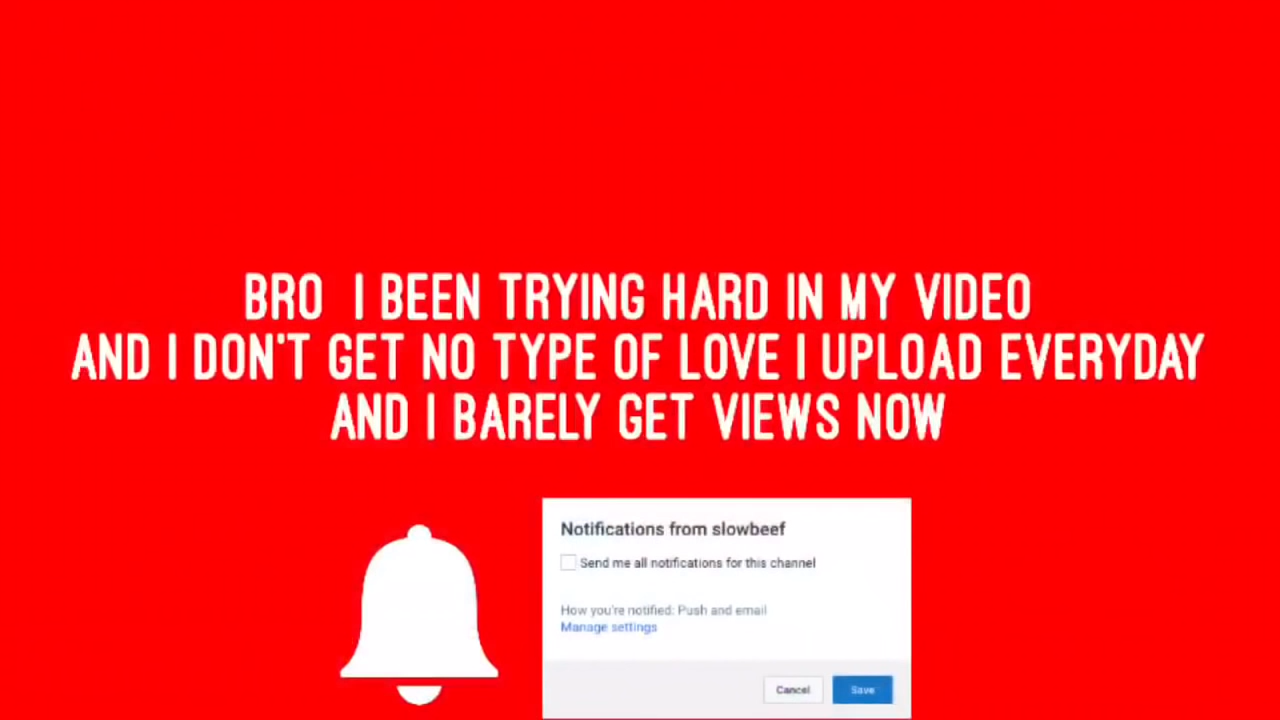 BRO I BEEN TRYING HARD IN MY VIDEO
AND I DON'T GET NO TYPE OF LOVE I UPLOAD EVERYDAY
AND I BARELY GET VIEWS NOW
Notifications from slowbeef
Send me all notifications for this channel
How you're notified: Push and email
Manage settings
Cancel Save